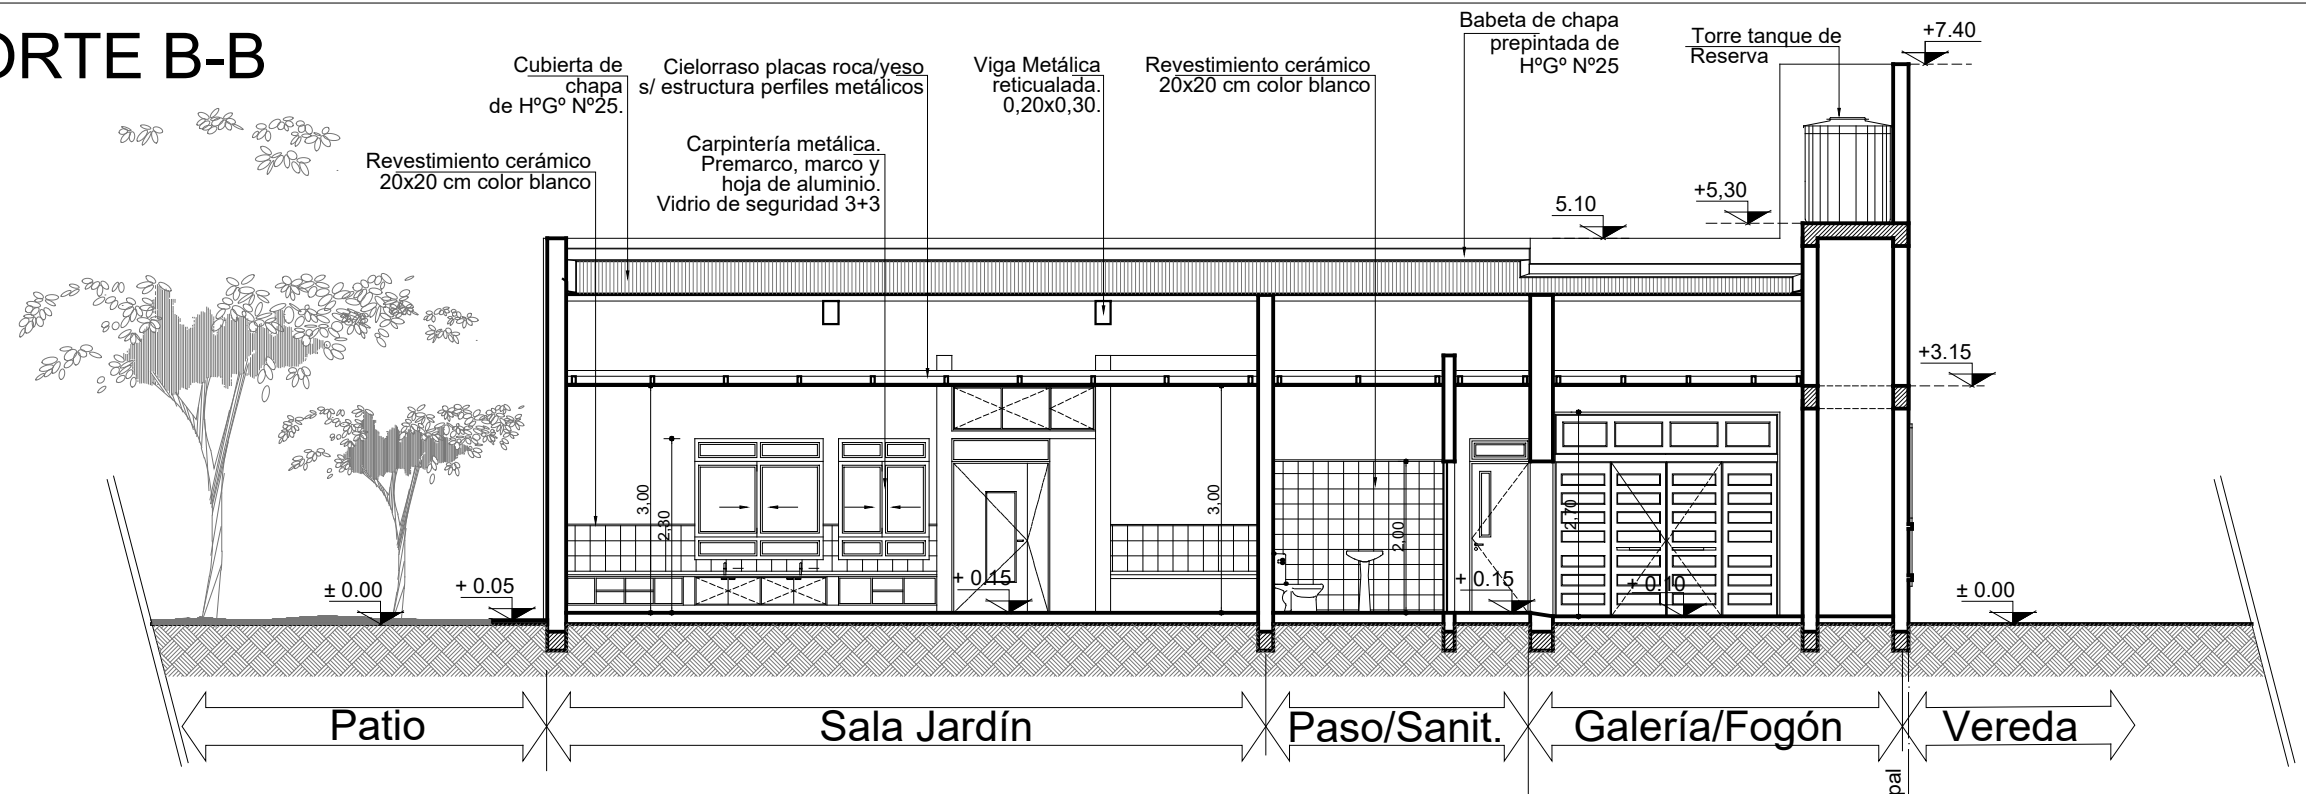 ORTE B-B
Cubierta de
chapa
de HºGº Nº25.
Cielorraso placas roca/yeso
s/ estructura perfiles metálicos
Viga Metálica
reticualada.
0,20x0,30.
Revestimiento cerámico
20x20 cm color blanco
Babeta de chapa
prepintada de
HºGº Nº25
Torre tanque de
Reserva
+7.40
Revestimiento cerámico
20x20 cm color blanco
Carpintería metálica.
Premarco, marco y
hoja de aluminio.
Vidrio de seguridad 3+3
5.10
+5,30
+3.15
3,00
2,30
3,00
2,00
2,70
± 0.00
+ 0.05
+ 0.15
+ 0.15
+ 0.10
± 0.00
Patio
Sala Jardín
Paso/Sanit.
Galería/Fogón
Vereda
pal